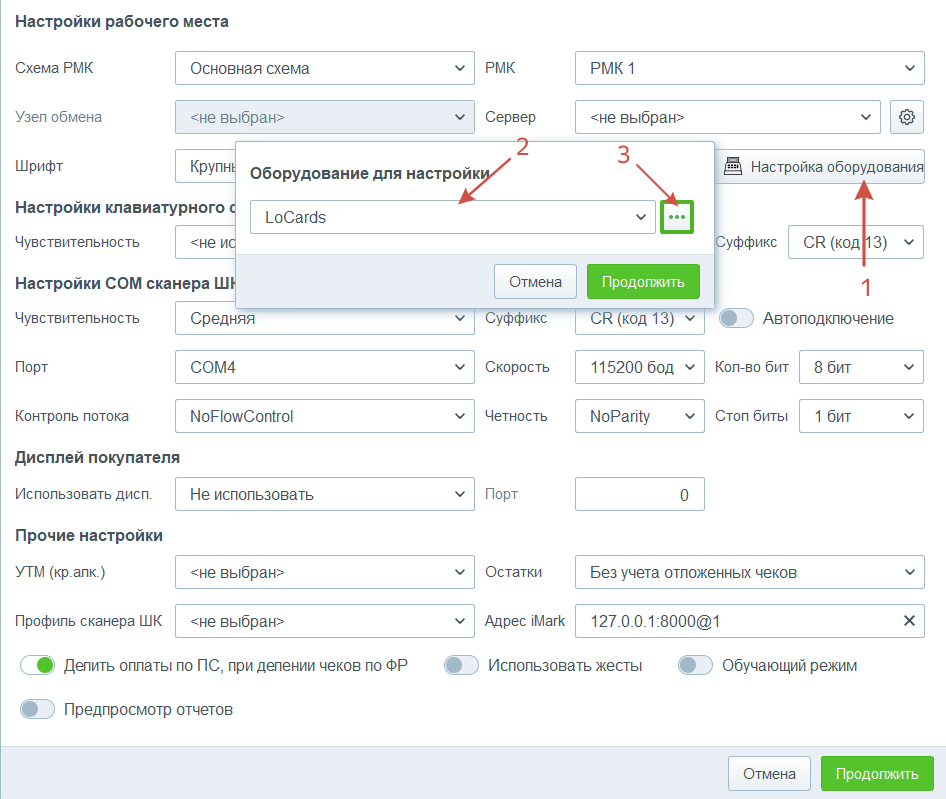 Настройки рабочего места
Схема РМК Основная схема РМК РМК 1
Узел обмена <не выбран> Сервер <не выбран>
Шрифт Настройка оборудования
2 3
Оборудование для настройки
Настройки клавиатурного
LoCards
Чувствительность <не Суффикс CR (код 13)
Отмена Продолжить
1
Настройки COM сканера ШК
Чувствительность Средняя Суффикс CR (код 13) Автоподключение
Порт COM4 Скорость 115200 бод Кол-во бит 8 бит
Контроль потока NoFlowControl Четность NoParity Стоп биты 1 бит
Дисплей покупателя
Использовать дисп. Не использовать Порт 0
Прочие настройки
УТМ (кр.алк.) <не выбран> Остатки Без учета отложенных чеков
Профиль сканера ШК <не выбран> Адрес iMark 127.0.0.1:8000@1
Делить оплаты по ПС, при делении чеков по ФР Использовать жесты Обучающий режим
Предпросмотр отчетов
Отмена Продолжить